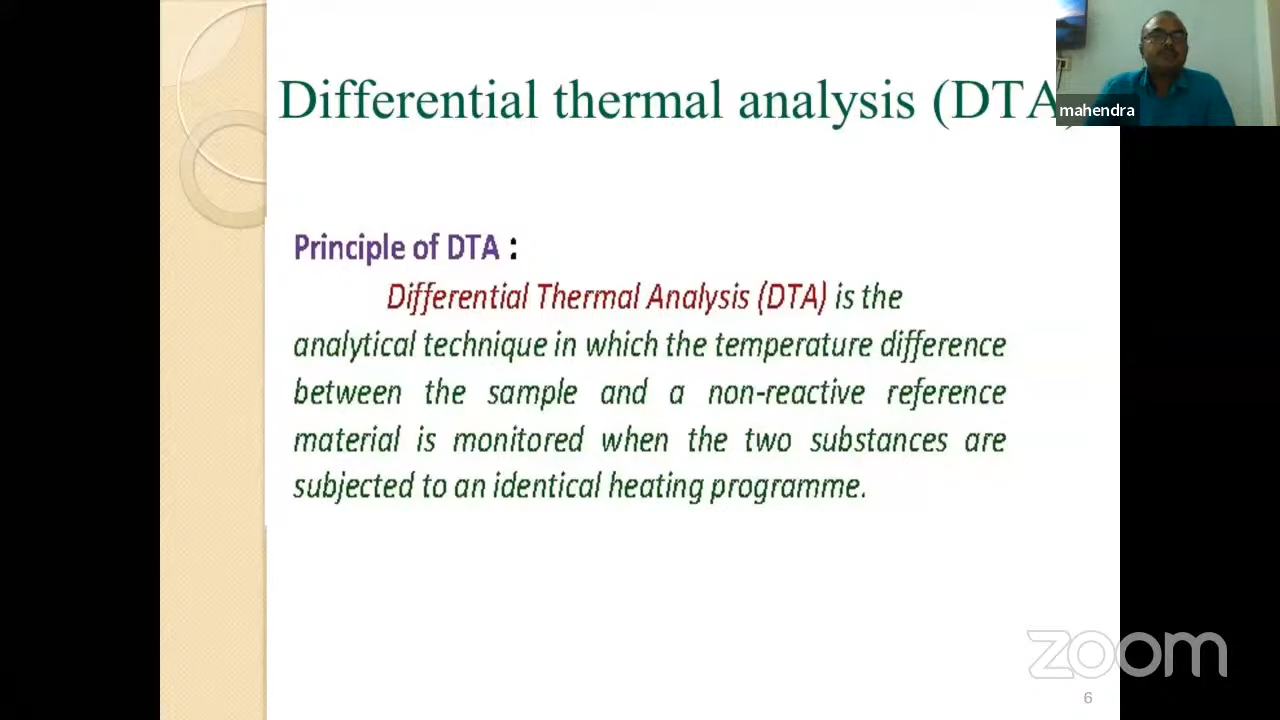 Differential thermal analysis (DTA)
mahendra
Principle of DTA :
Differential Thermal Analysis (DTA) is the
analytical technique in which the temperature difference
between the sample and a non-reactive reference
material is monitored when the two substances are
subjected to an identical heating programme.
zoom
6